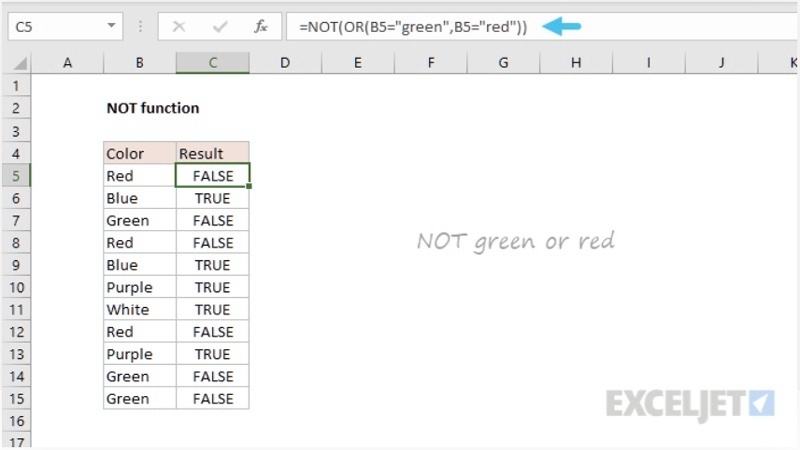 C5 fx =NOT(OR(B5="green",B5="red"))
A B C D E F G H I J K
1
2 NOT function
3
4 Color Result
5 Red FALSE
6 Blue TRUE
7 Green FALSE
8 Red FALSE NOT green or red
9 Blue TRUE
10 Purple TRUE
11 White TRUE
12 Red FALSE
13 Purple TRUE
14 Green FALSE
15 Green FALSE EXCELJET
16
17